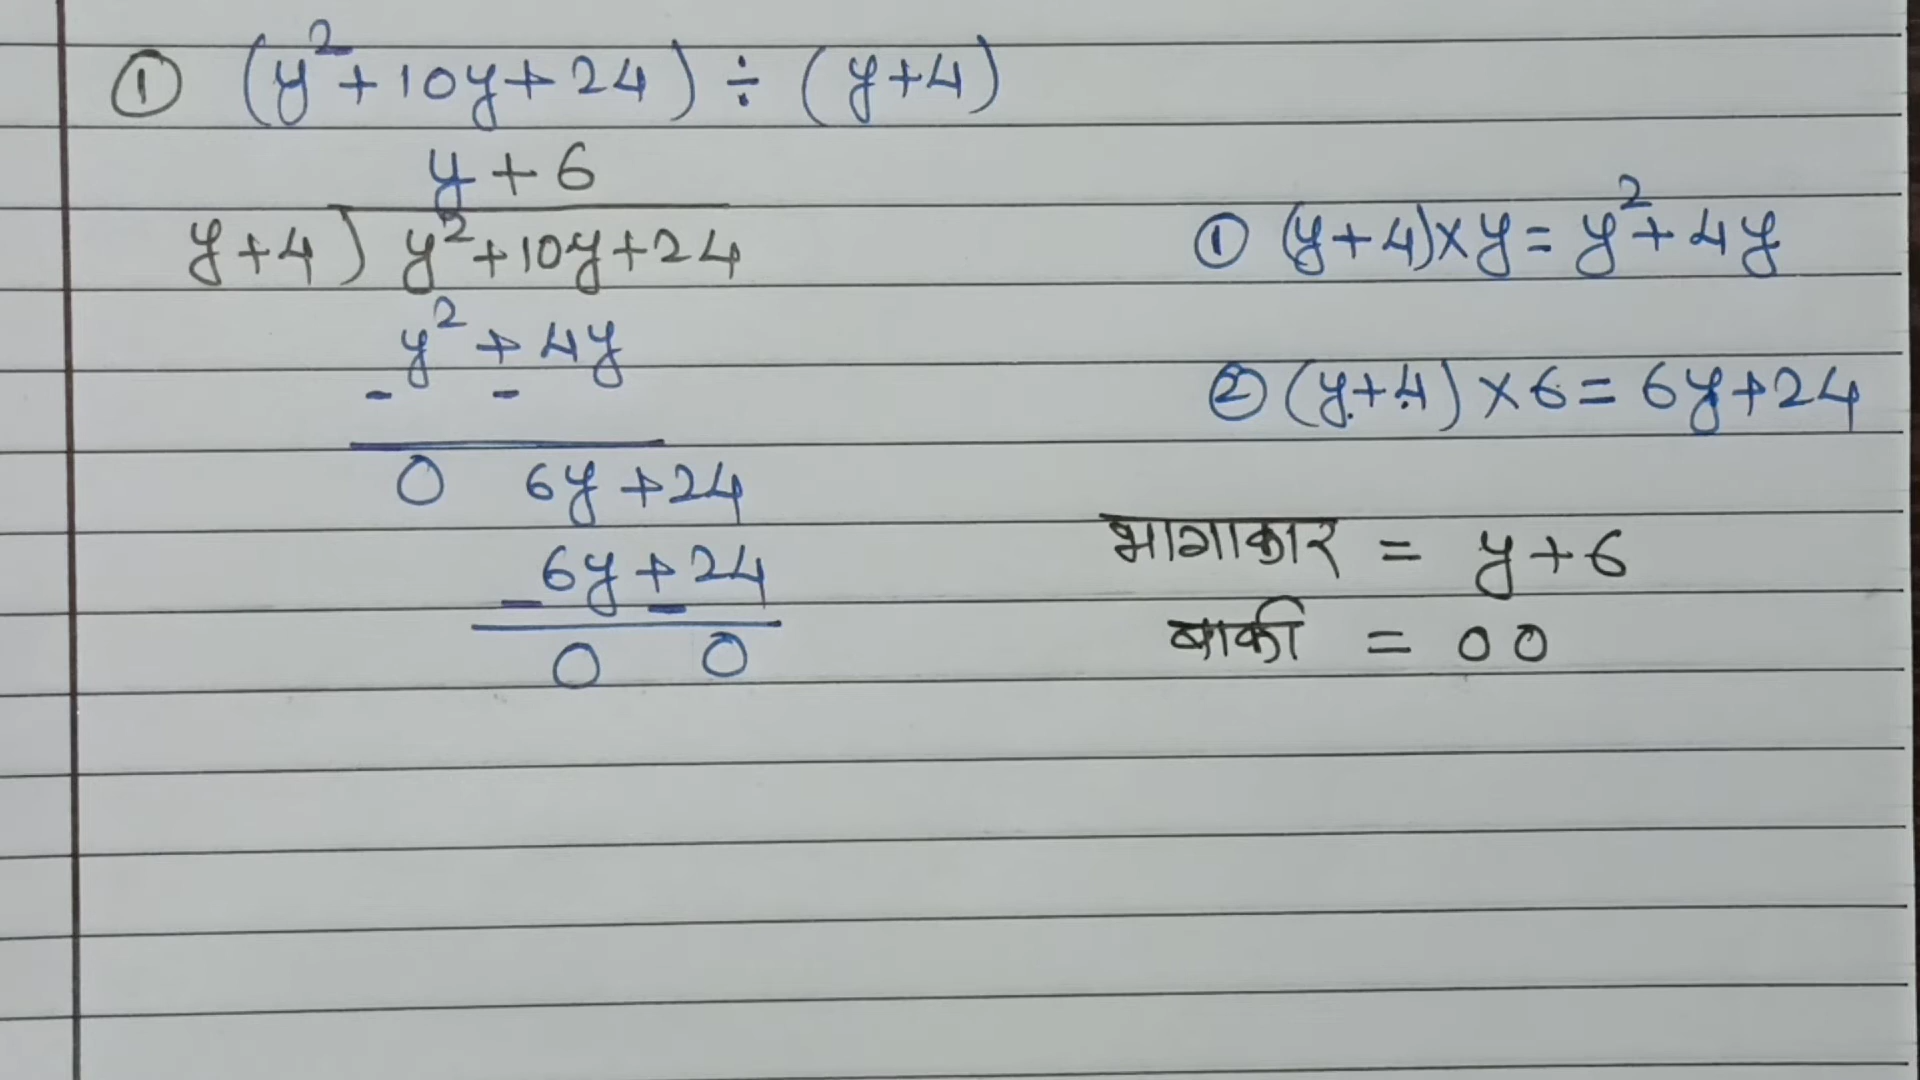 ① (y²+10y+24) ÷ (y+4)
y + 6
y+4) y²+10y+24
y² + 4y
- -
0 6y+24
6y+24
- -
0 0
① (y+4)×y = y²+4y
② (y+4)×6 = 6y+24
भागाकार = y+6
बाकी = 00